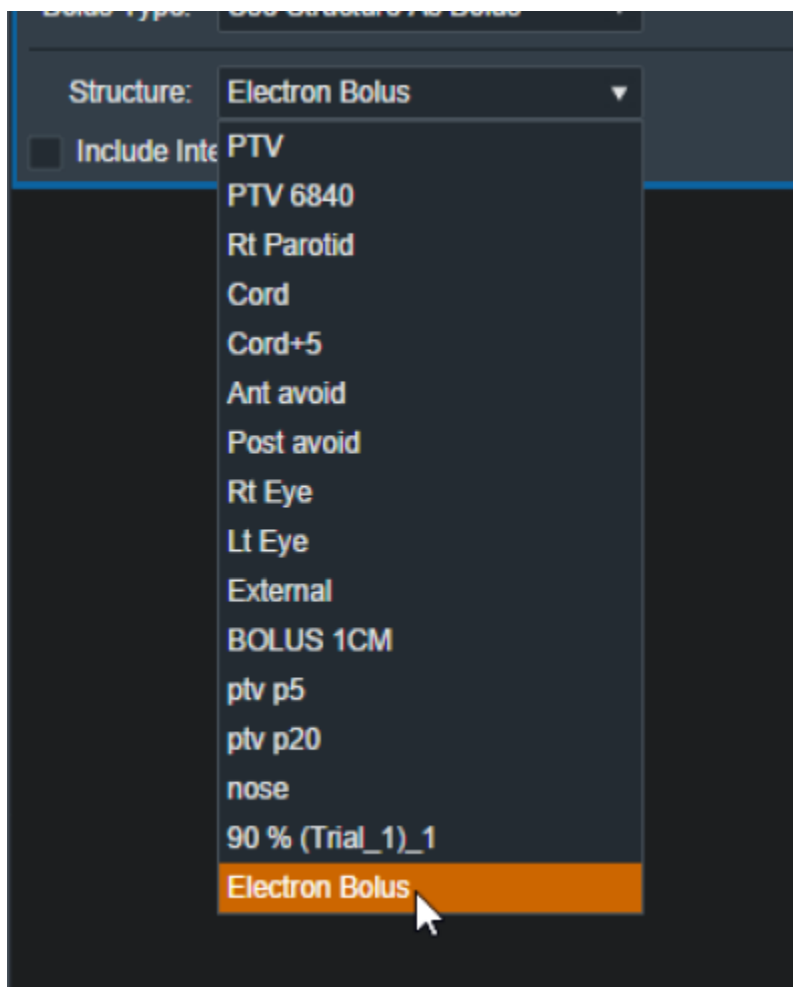 Structure: Electron Bolus
Include
PTV
PTV 6840
Rt Parotid
Cord
Cord+5
Ant avoid
Post avoid
Rt Eye
Lt Eye
External
BOLUS 1CM
ptv p5
ptv p20
nose
90 % (Trial_1)_1
Electron Bolus